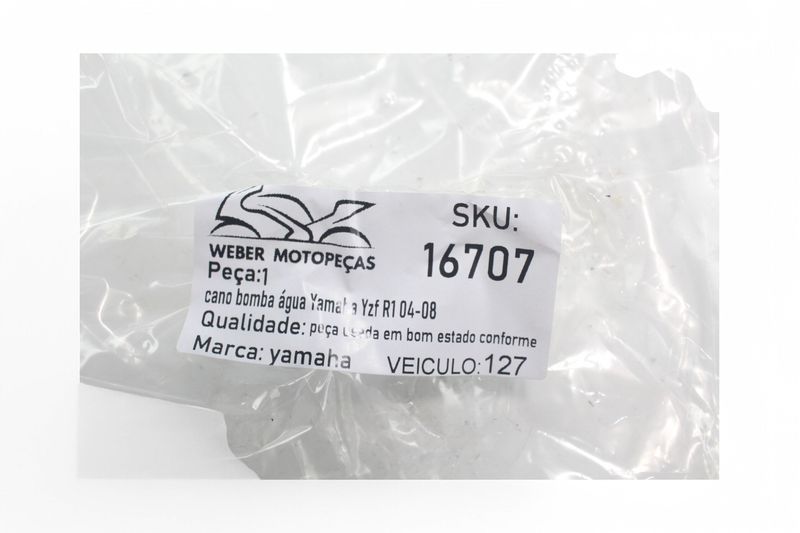 WEBER MOTOPEÇAS
SKU:
16707
Peça:1
cano bomba água Yamaha Yzf R1 04-08
Qualidade: peça usada em bom estado conforme
Marca: yamaha
VEICULO:127